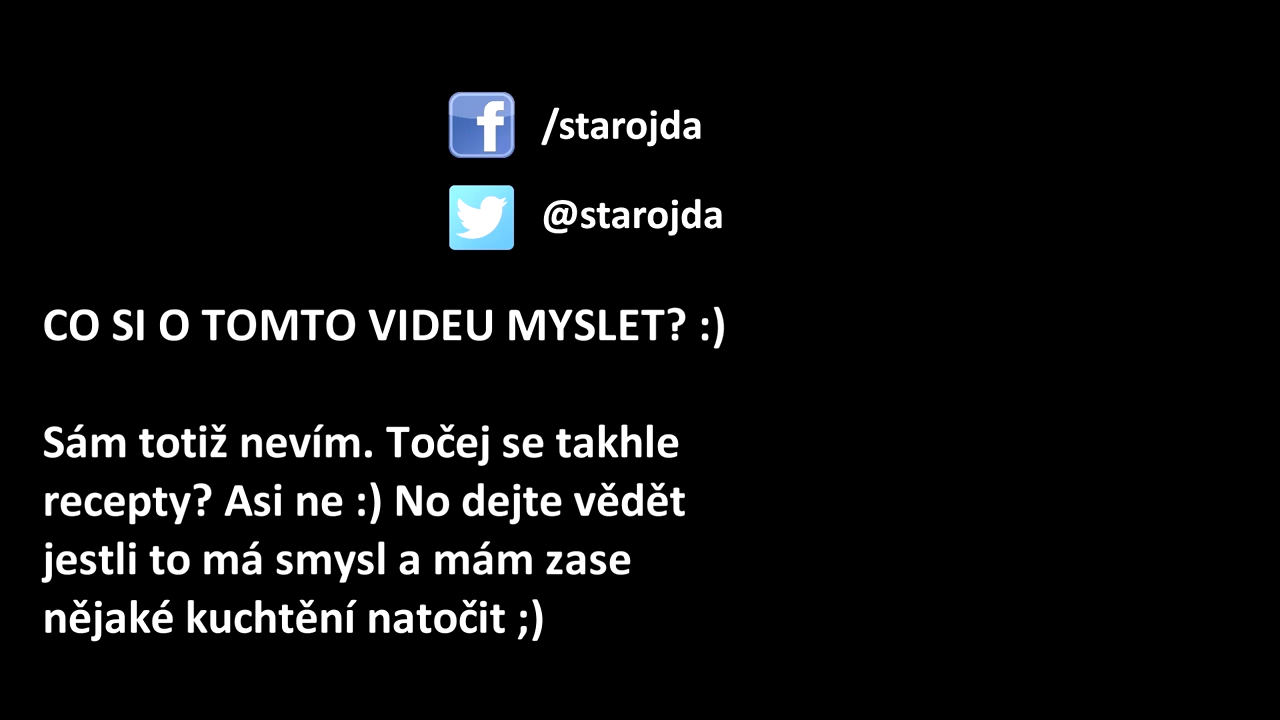 /starojda
@starojda
CO SI O TOMTO VIDEU MYSLET? :)
Sám totiž nevím. Točej se takhle
recepty? Asi ne :) No dejte vědět
jestli to má smysl a mám zase
nějaké kuchtění natočit ;)